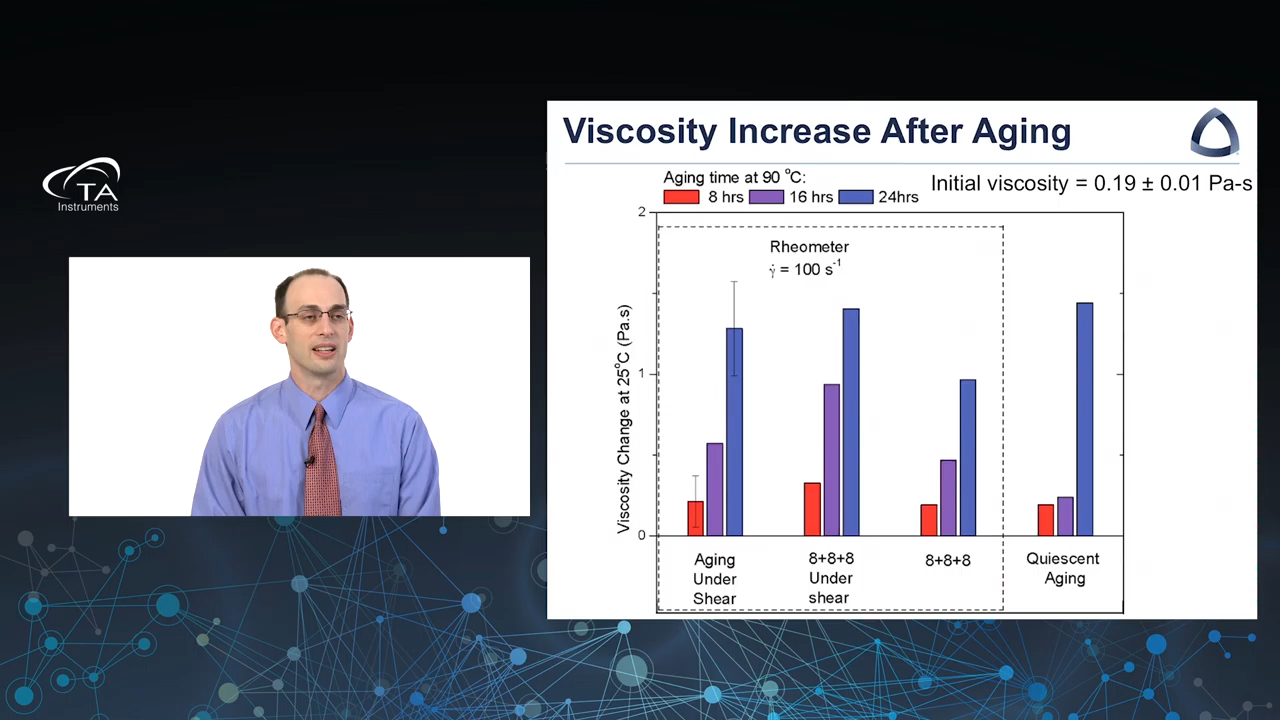 TA
Instruments
Viscosity Increase After Aging
Aging time at 90 °C:
8 hrs 16 hrs 24hrs
Initial viscosity = 0.19 ± 0.01 Pa-s
2
1
0
Viscosity Change at 25°C (Pa.s)
Rheometer
γ̇ = 100 s⁻¹
Aging
Under
Shear
8+8+8
Under
shear
8+8+8
Quiescent
Aging